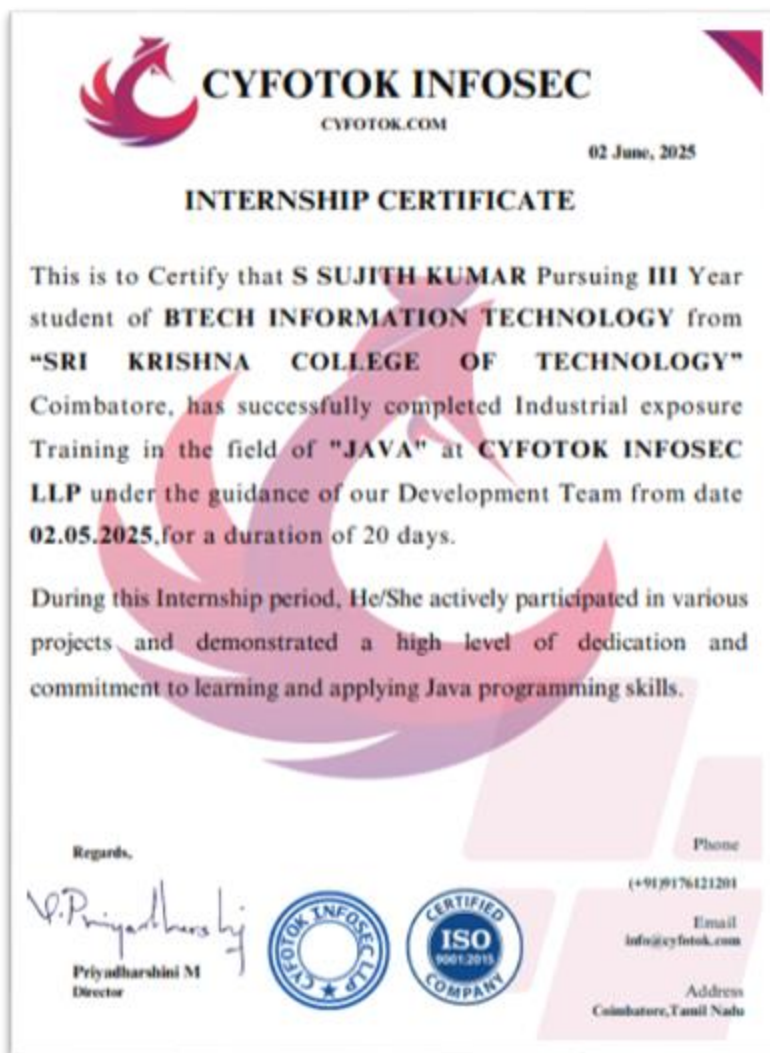 CYFOTOK INFOSEC
CYFOTOK.COM
02 June, 2025
INTERNSHIP CERTIFICATE
This is to Certify that S SUJITH KUMAR Pursuing III Year
student of BTECH INFORMATION TECHNOLOGY from
“SRI KRISHNA COLLEGE OF TECHNOLOGY”
Coimbatore, has successfully completed Industrial exposure
Training in the field of "JAVA" at CYFOTOK INFOSEC
LLP under the guidance of our Development Team from date
02.05.2025,for a duration of 20 days.
During this Internship period, He/She actively participated in various
projects and demonstrated a high level of dedication and
commitment to learning and applying Java programming skills.
Regards,
P.Priyadharshini
Priyadharshini M
Director
CYFOTOK INFOSEC LLP
CERTIFIED
ISO
9001:2015
COMPANY
Phone
(+91)9176121201
Email
info@cyfotok.com
Address
Coimbatore,Tamil Nadu